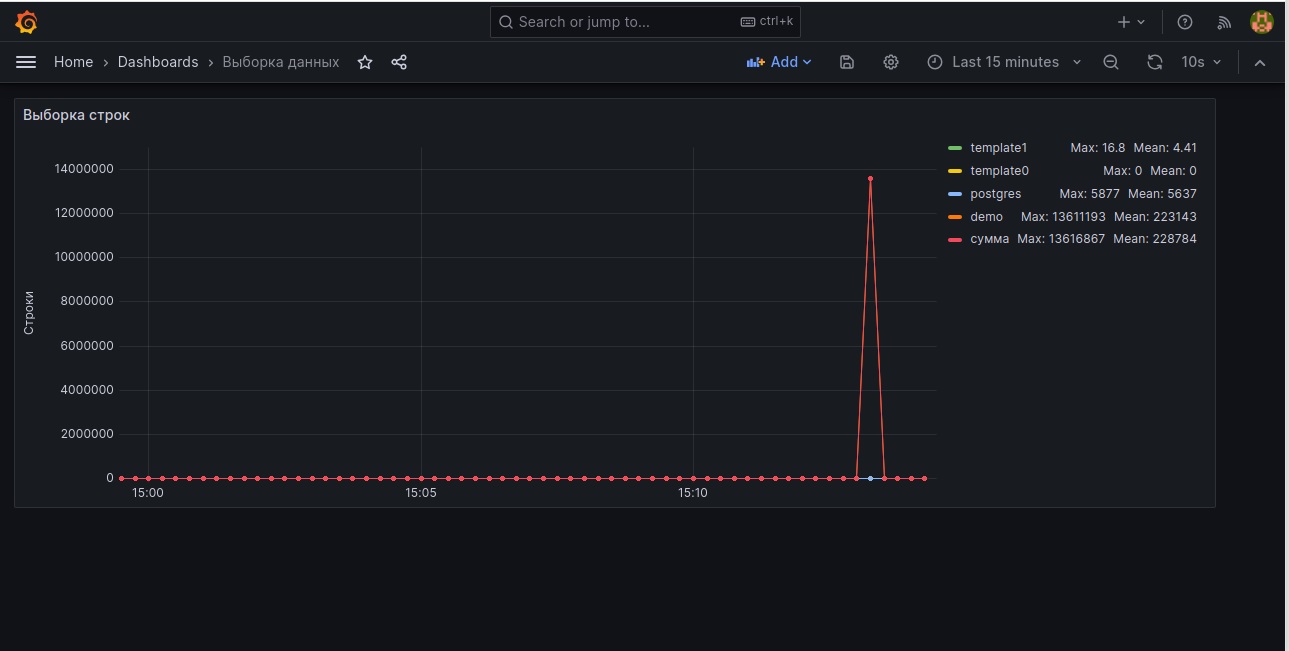 Search or jump to... ctrl+k
Home › Dashboards › Выборка данных Add Last 15 minutes 10s
Выборка строк
template1 Max: 16.8 Mean: 4.41
template0 Max: 0 Mean: 0
postgres Max: 5877 Mean: 5637
demo Max: 13611193 Mean: 223143
сумма Max: 13616867 Mean: 228784
Строки
14000000
12000000
10000000
8000000
6000000
4000000
2000000
0
15:00 15:05 15:10